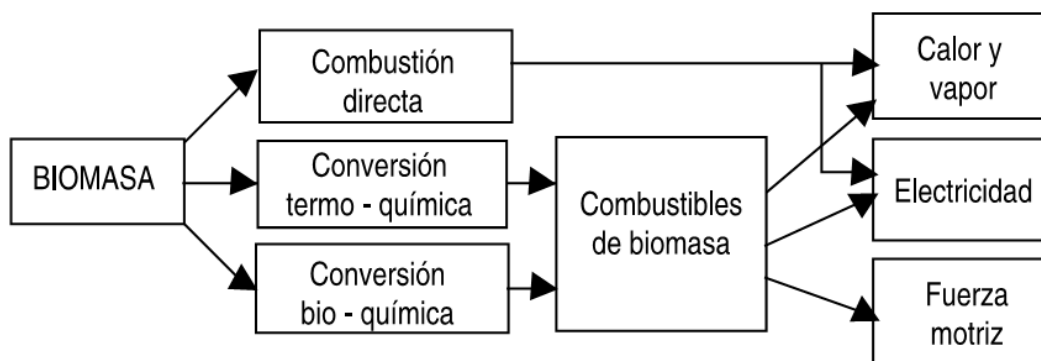 BIOMASA
Combustión
directa
Conversión
termo - química
Conversión
bio - química
Combustibles
de biomasa
Calor y
vapor
Electricidad
Fuerza
motriz